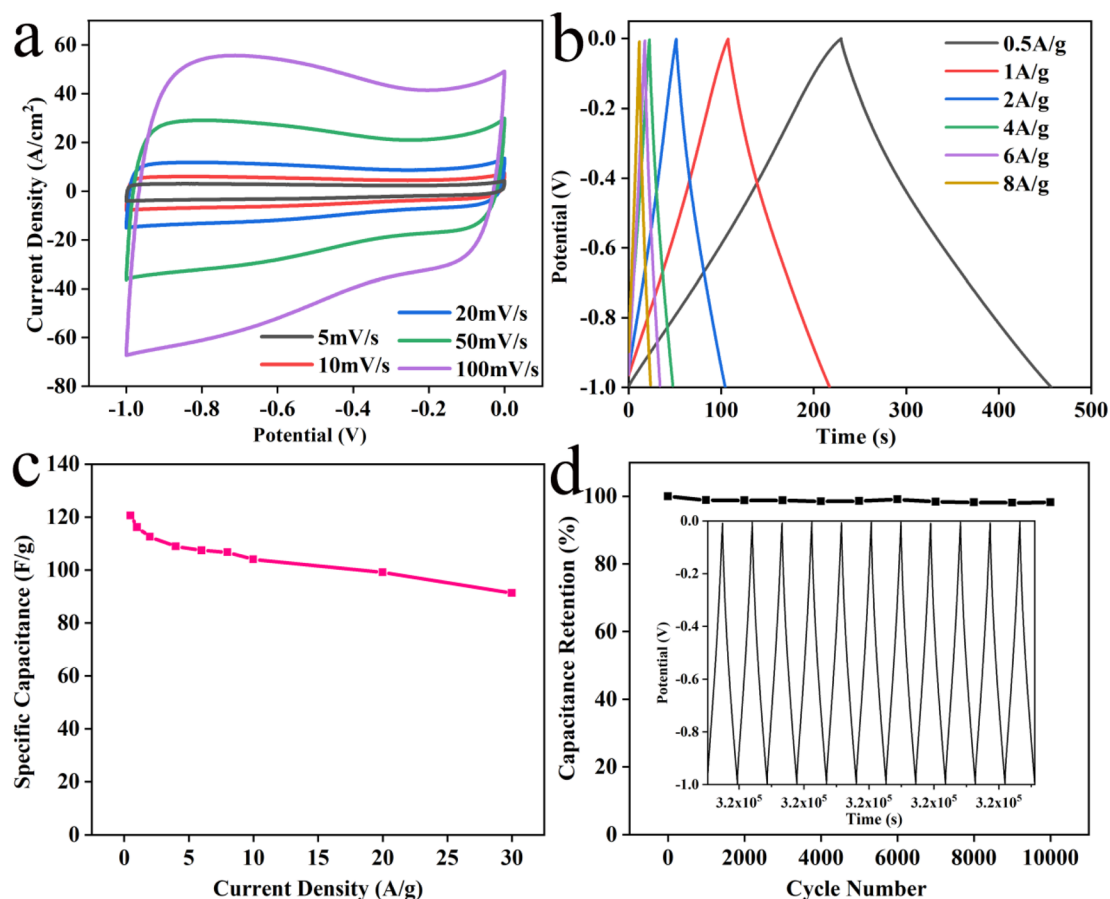 a
60
40
20
0
-20
-40
-60
-80
Current Density (A/cm²)
5mV/s
10mV/s
20mV/s
50mV/s
100mV/s
-1.0 -0.8 -0.6 -0.4 -0.2 0.0
Potential (V)
b
0.0
-0.2
-0.4
-0.6
-0.8
-1.0
Potential (V)
0.5A/g
1A/g
2A/g
4A/g
6A/g
8A/g
0 100 200 300 400 500
Time (s)
c
140
120
100
80
60
40
20
0
Specific Capacitance (F/g)
0 5 10 15 20 25 30
Current Density (A/g)
d
100
80
60
40
20
0
Capacitance Retention (%)
0.0
-0.2
-0.4
-0.6
-0.8
-1.0
Potential (V)
3.2x10⁵ 3.2x10⁵ 3.2x10⁵ 3.2x10⁵ 3.2x10⁵
Time (s)
0 2000 4000 6000 8000 10000
Cycle Number